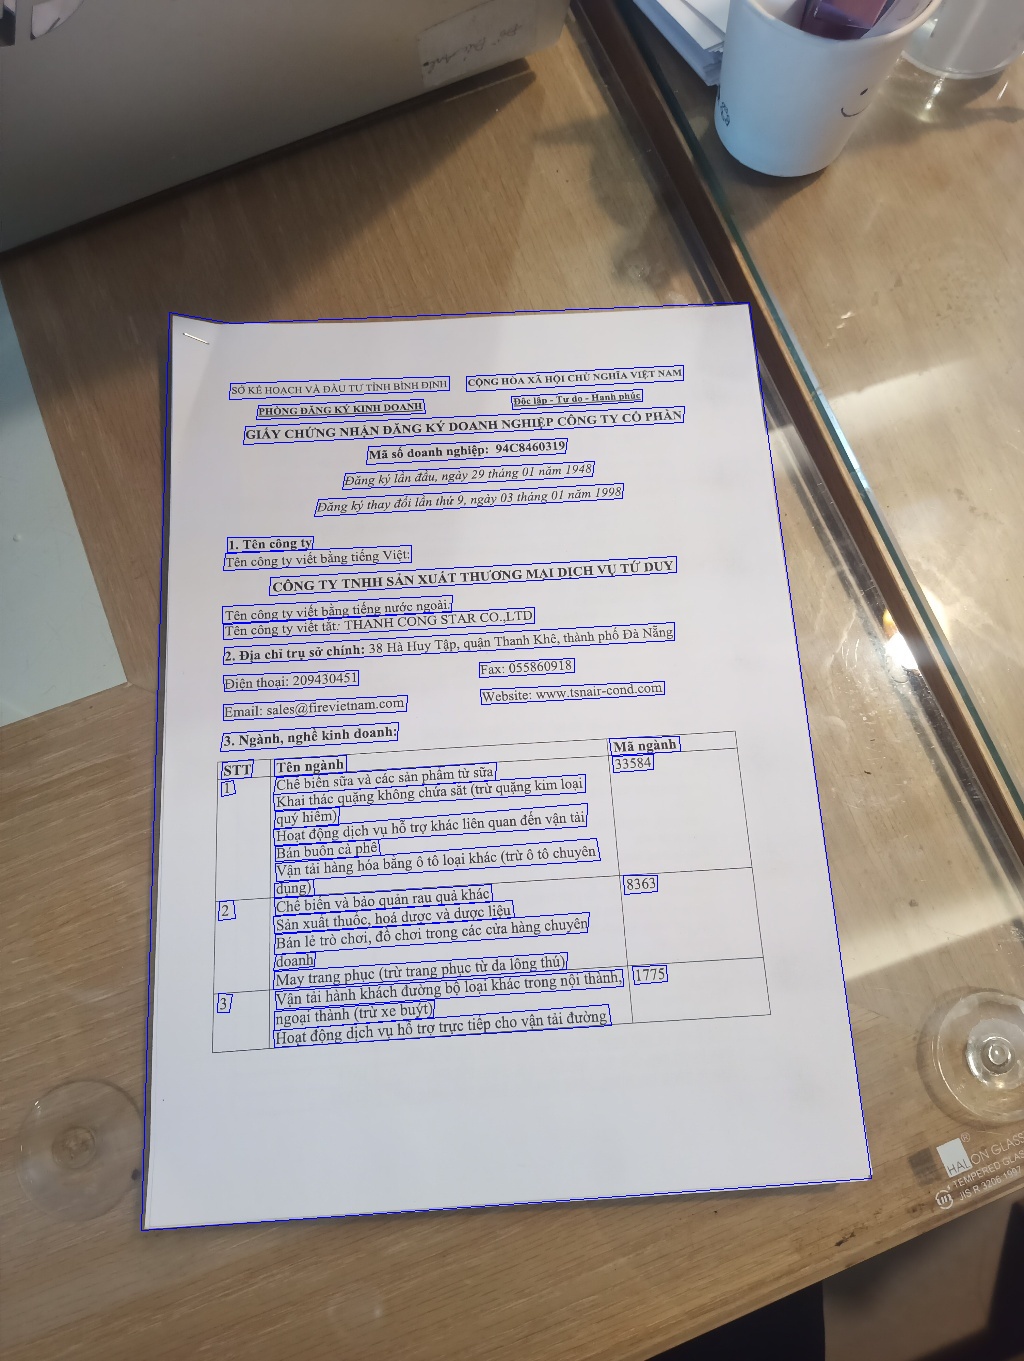 SỞ KẾ HOẠCH VÀ ĐẦU TƯ TỈNH BÌNH ĐỊNH
CỘNG HÒA XÃ HỘI CHỦ NGHĨA VIỆT NAM
PHÒNG ĐĂNG KÝ KINH DOANH
Độc lập - Tự do - Hạnh phúc
GIẤY CHỨNG NHẬN ĐĂNG KÝ DOANH NGHIỆP CÔNG TY CỔ PHẦN
Mã số doanh nghiệp: 94C8460319
Đăng ký lần đầu, ngày 29 tháng 01 năm 1948
Đăng ký thay đổi lần thứ 9, ngày 03 tháng 01 năm 1998
1. Tên công ty
Tên công ty viết bằng tiếng Việt:
CÔNG TY TNHH SẢN XUẤT THƯƠNG MẠI DỊCH VỤ TỨ DUY
Tên công ty viết bằng tiếng nước ngoài:
Tên công ty viết tắt: THANH CONG STAR CO.,LTD
2. Địa chỉ trụ sở chính: 38 Hà Huy Tập, quận Thanh Khê, thành phố Đà Nẵng
Điện thoại: 209430451
Fax: 055860918
Email: sales@firevietnam.com
Website: www.tsnair-cond.com
3. Ngành, nghề kinh doanh:
STT
Tên ngành
Mã ngành
1
Chế biến sữa và các sản phẩm từ sữa
33584
Khai thác quặng không chứa sắt (trừ quặng kim loại
quý hiếm)
Hoạt động dịch vụ hỗ trợ khác liên quan đến vận tải
Bán buôn cà phê
Vận tải hàng hóa bằng ô tô loại khác (trừ ô tô chuyên
dụng)
2
Chế biến và bảo quản rau quả khác
8363
Sản xuất thuốc, hoá dược và dược liệu
Bán lẻ trò chơi, đồ chơi trong các cửa hàng chuyên
doanh
May trang phục (trừ trang phục từ da lông thú)
3
Vận tải hành khách đường bộ loại khác trong nội thành,
1775
ngoại thành (trừ xe buýt)
Hoạt động dịch vụ hỗ trợ trực tiếp cho vận tải đường
HALON GLASS
TEMPERED GLASS
JIS R 3206 1997